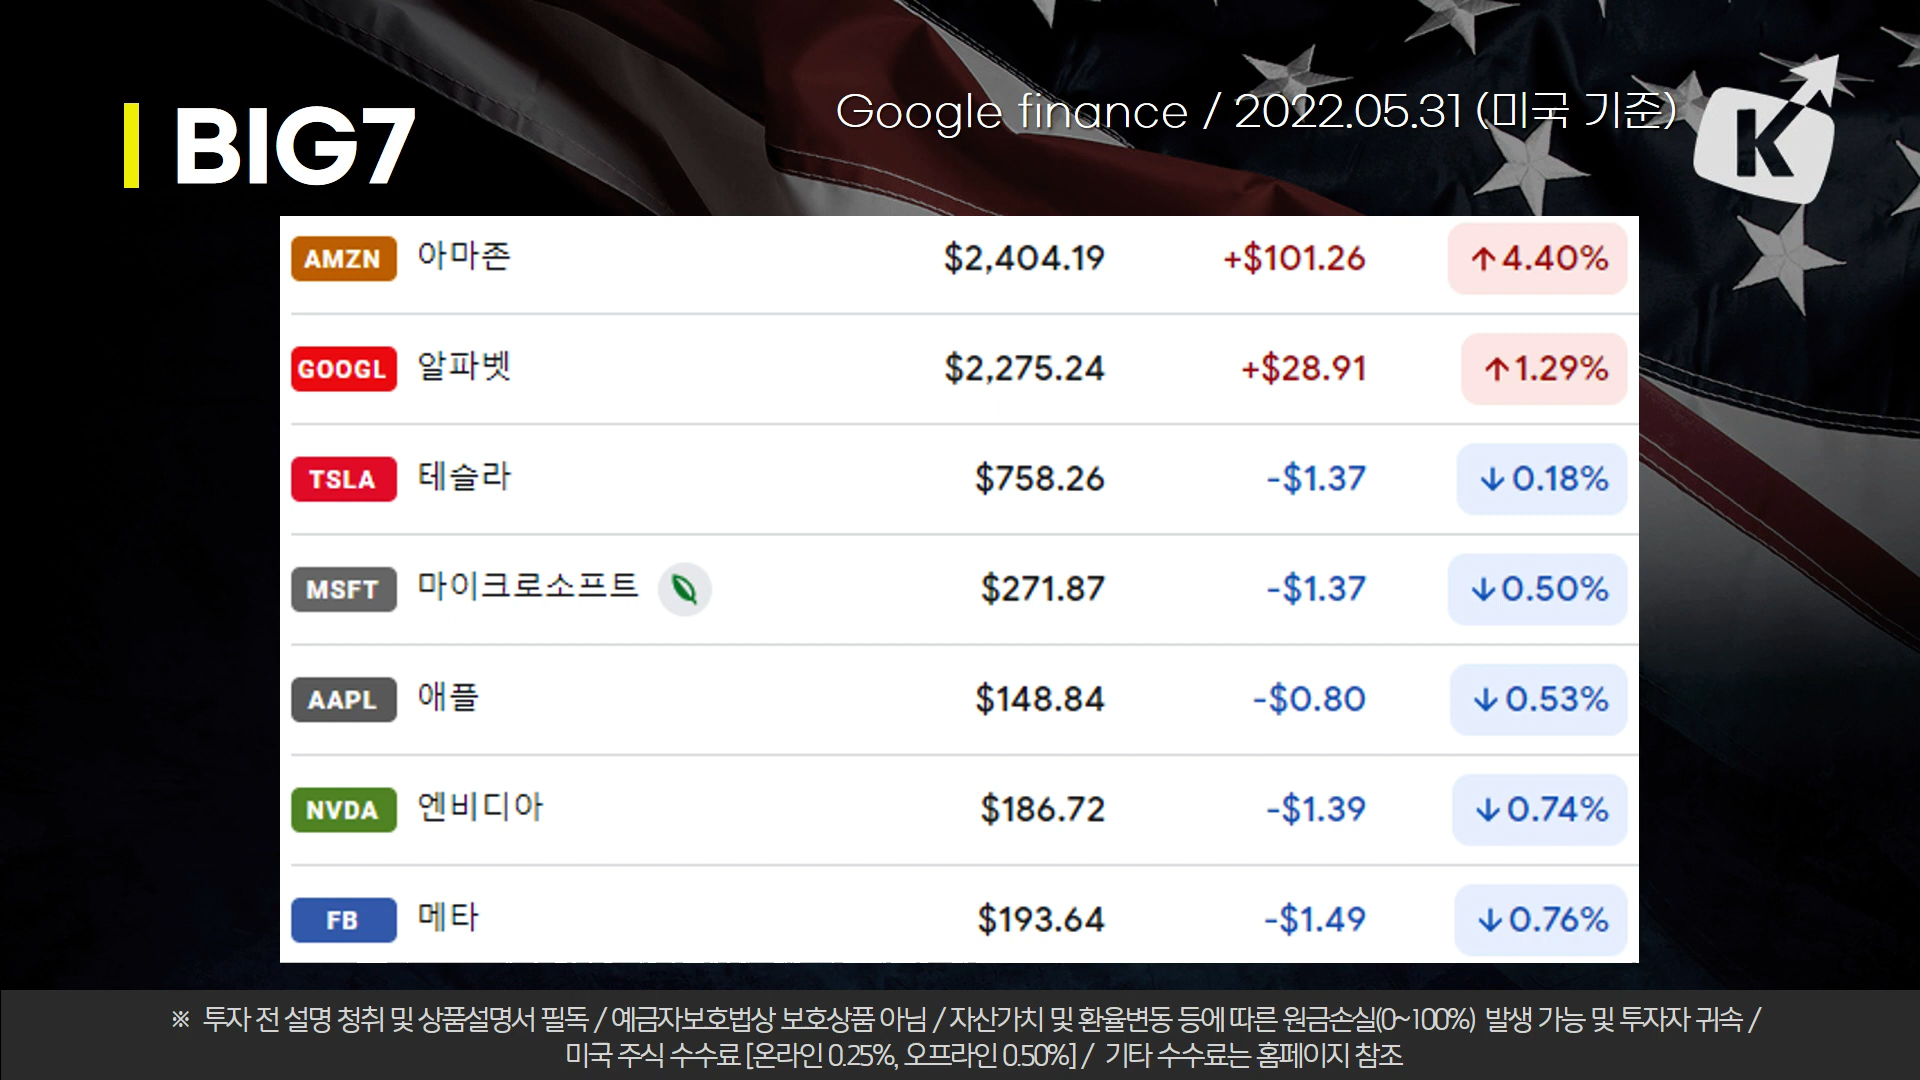 BIG7
Google finance / 2022.05.31 (미국 기준)
K
AMZN 아마존 $2,404.19 +$101.26 ↑4.40%
GOOGL 알파벳 $2,275.24 +$28.91 ↑1.29%
TSLA 테슬라 $758.26 -$1.37 ↓0.18%
MSFT 마이크로소프트 $271.87 -$1.37 ↓0.50%
AAPL 애플 $148.84 -$0.80 ↓0.53%
NVDA 엔비디아 $186.72 -$1.39 ↓0.74%
FB 메타 $193.64 -$1.49 ↓0.76%
※ 투자 전 설명 청취 및 상품설명서 필독 / 예금자보호법상 보호상품 아님 / 자산가치 및 환율변동 등에 따른 원금손실(0~100%) 발생 가능 및 투자자 귀속 /
미국 주식 수수료 [온라인 0.25%, 오프라인 0.50%] / 기타 수수료는 홈페이지 참조